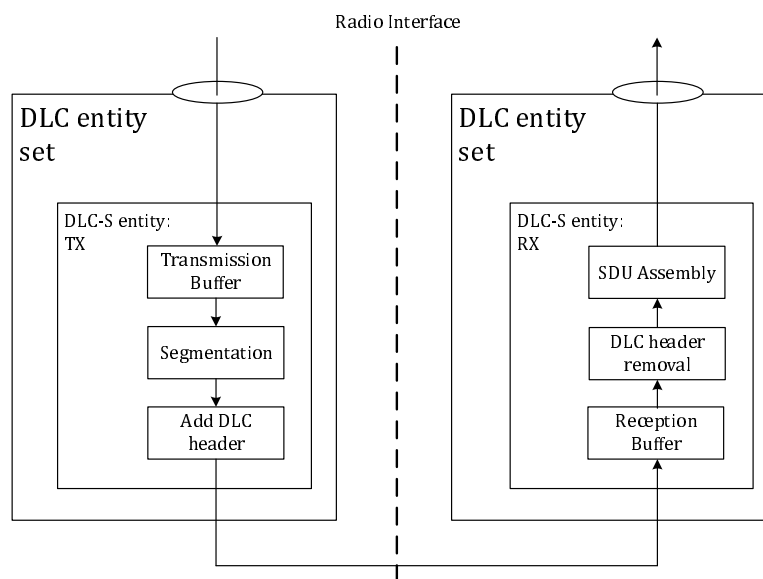 Radio Interface
DLC entity
set
DLC-S entity:
TX
Transmission
Buffer
Segmentation
Add DLC
header
DLC entity
set
DLC-S entity:
RX
SDU Assembly
DLC header
removal
Reception
Buffer